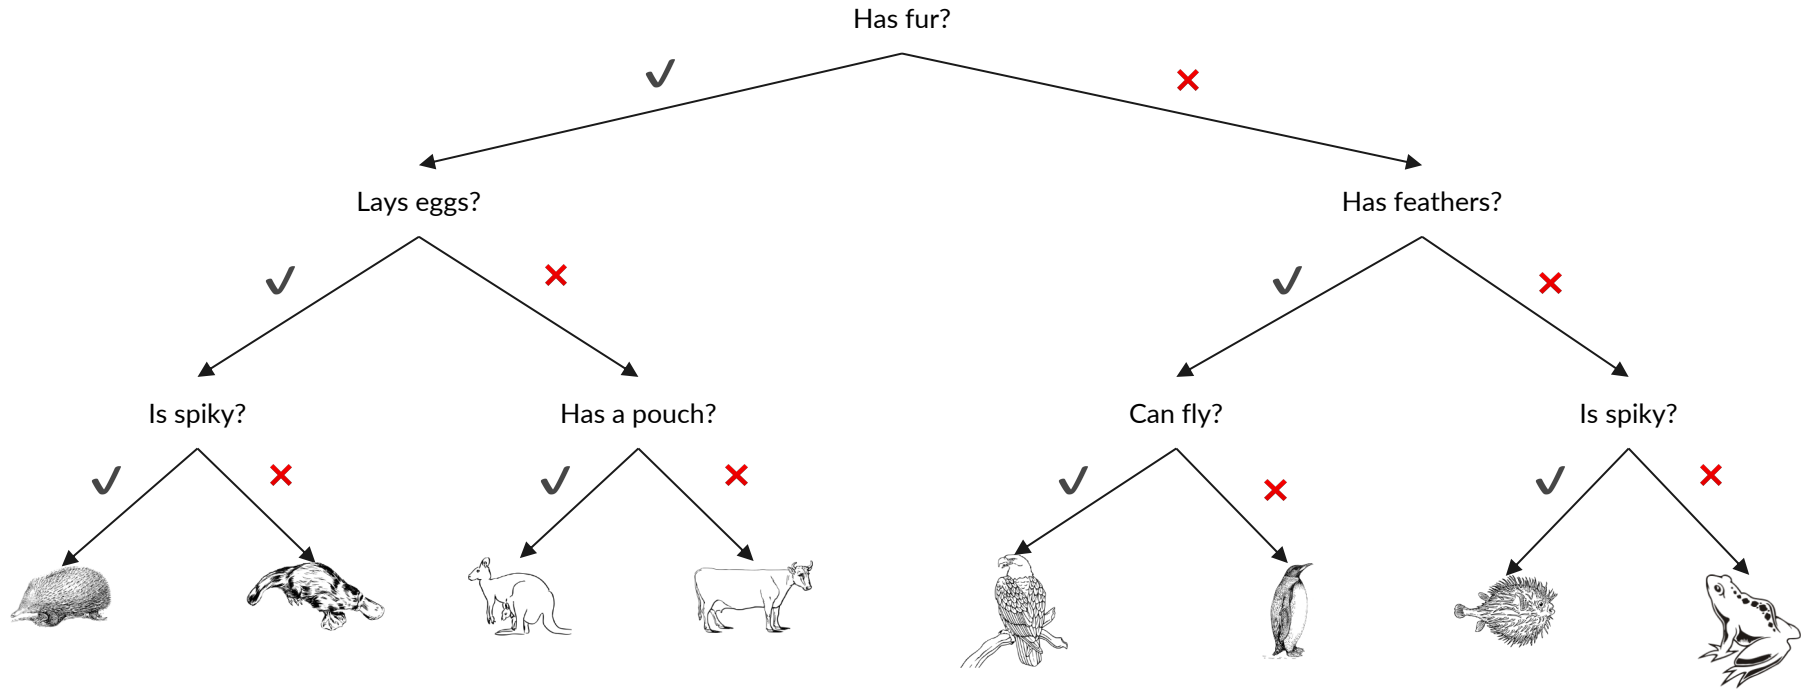 Has fur?
Lays eggs?
Has feathers?
Is spiky?
Has a pouch?
Can fly?
Is spiky?